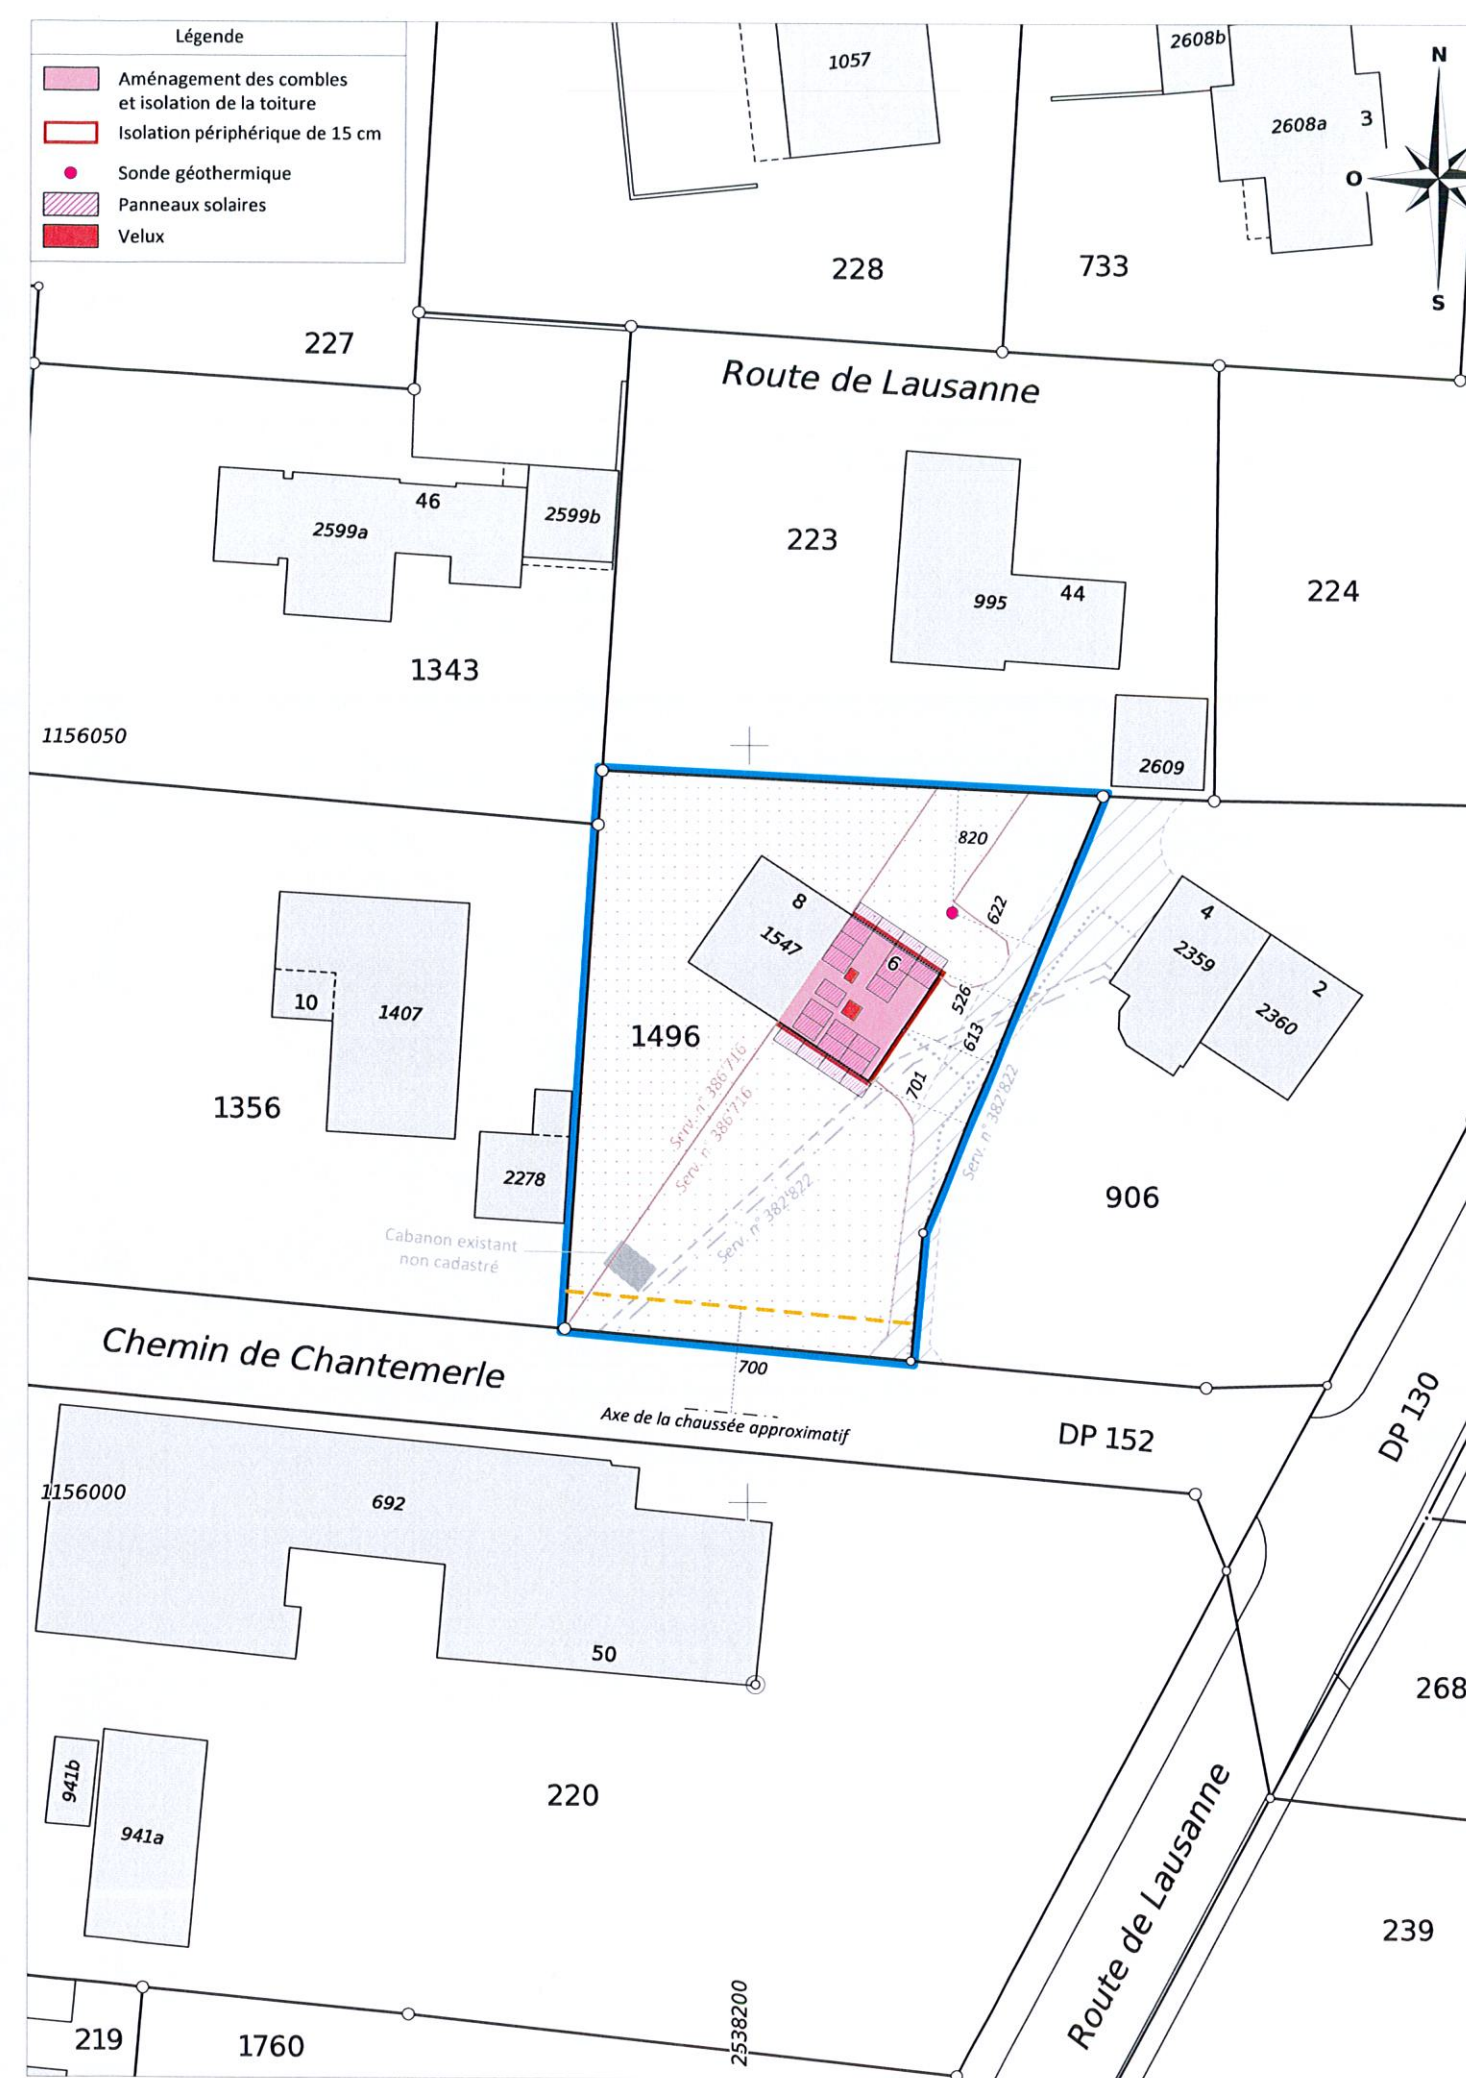 Légende
Aménagement des combles
et isolation de la toiture
Isolation périphérique de 15 cm
Sonde géothermique
Panneaux solaires
Velux
1057
2608b
2608a
3
N
O
S
228
733
227
Route de Lausanne
46
2599a
2599b
223
995
44
224
1343
1156050
2609
820
622
8
1547
6
526
613
701
4
2359
2
2360
10
1407
1496
1356
2278
Serv. n° 386'716
Serv. n° 386'716
Serv. n° 382'822
Serv. n° 382'822
906
Cabanon existant
non cadastré
Chemin de Chantemerle
700
Axe de la chaussée approximatif
DP 152
DP 130
1156000
692
50
268
941b
941a
220
Route de Lausanne
239
219
1760
2538200